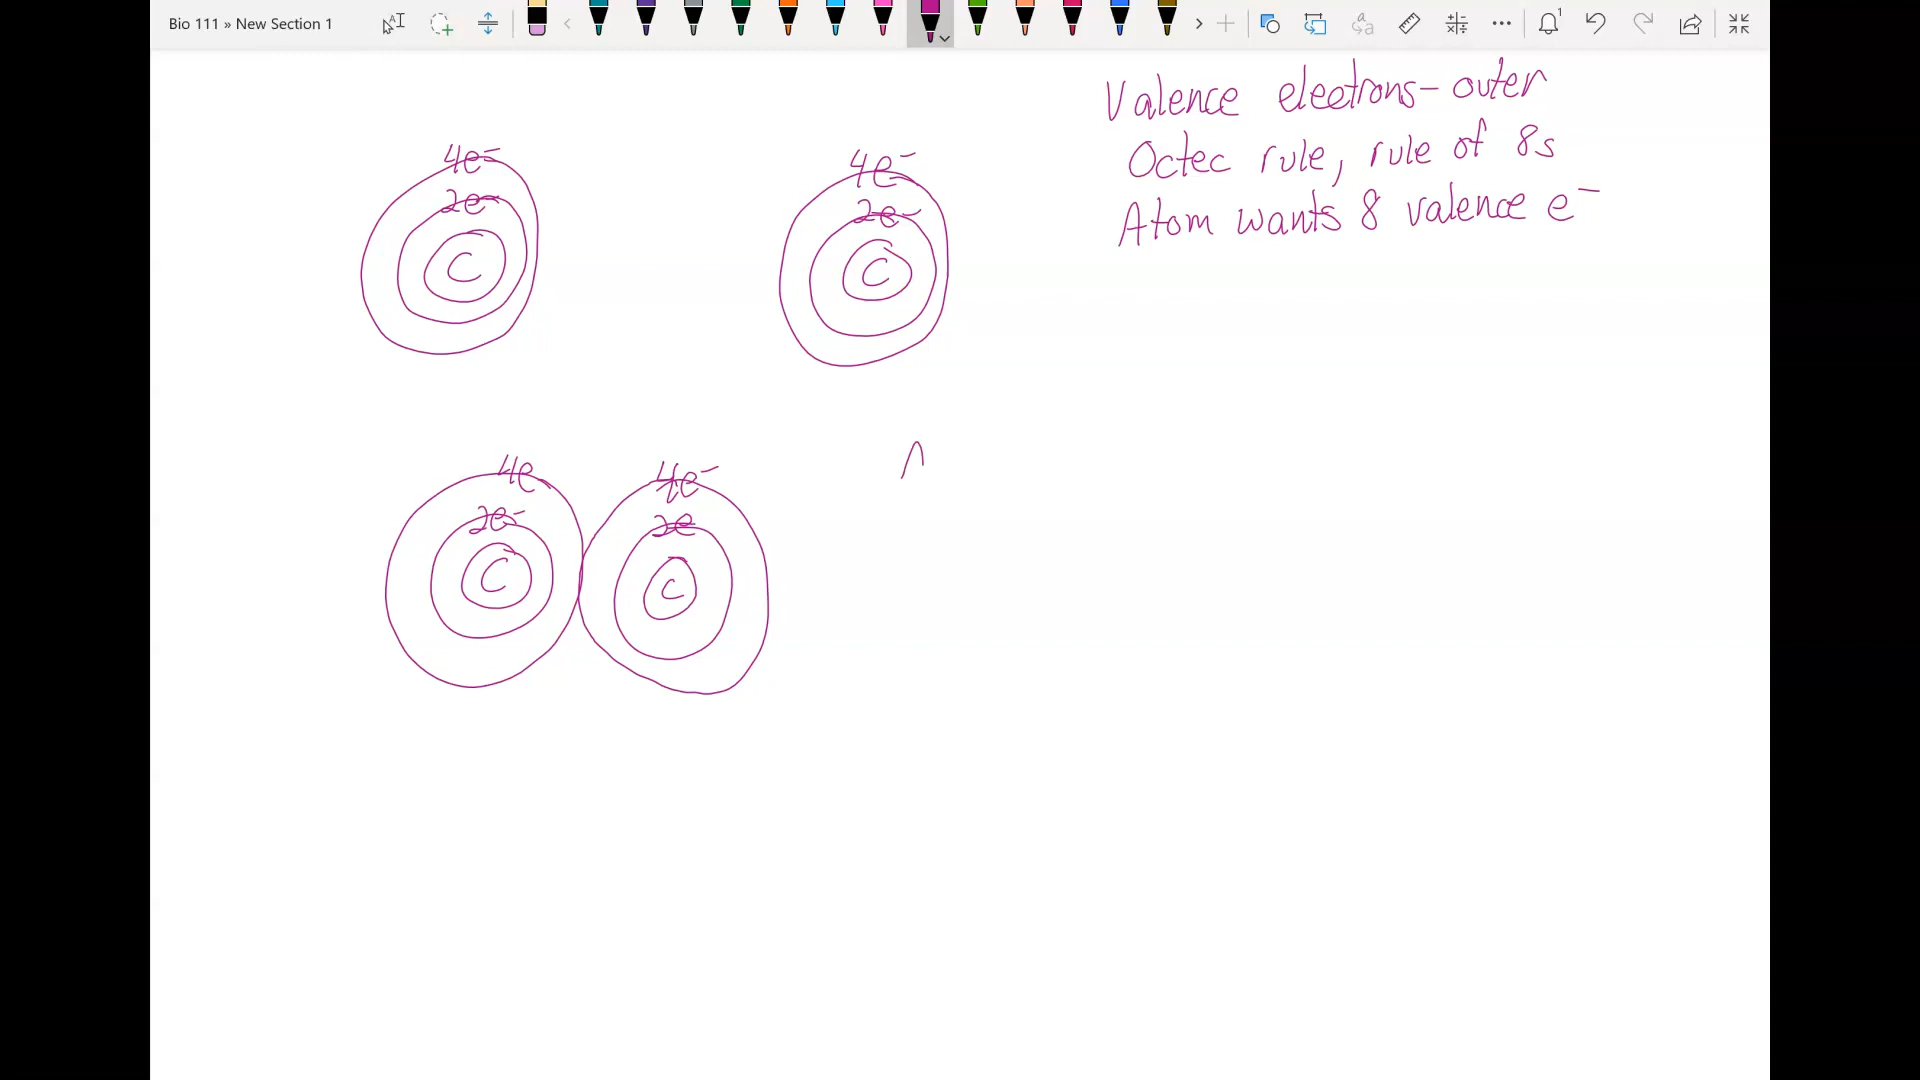 Bio 111 » New Section 1
1
Valence electrons - outer
Octec rule, rule of 8s
Atom wants 8 valence e⁻
4e⁻
2e⁻
C
4e⁻
2e⁻
C
4e
2e⁻
C
4e⁻
2e
C